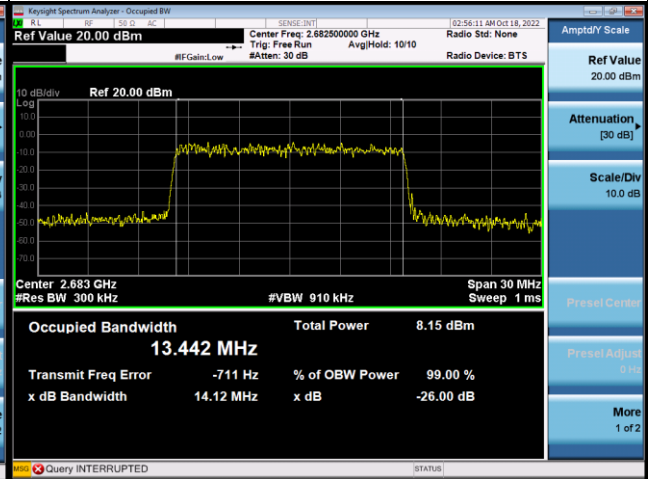 Keysight Spectrum Analyzer - Occupied BW
RL RF 50 Ω AC SENSE:INT 02:56:11 AM Oct 18, 2022
Ref Value 20.00 dBm
Center Freq: 2.682500000 GHz
Radio Std: None
Trig: Free Run Avg|Hold: 10/10
#IFGain:Low #Atten: 30 dB Radio Device: BTS
10 dB/div Ref 20.00 dBm
Log
10.0
0.00
-10.0
-20.0
-30.0
-40.0
-50.0
-60.0
-70.0
Center 2.683 GHz Span 30 MHz
#Res BW 300 kHz #VBW 910 kHz Sweep 1 ms
Occupied Bandwidth Total Power 8.15 dBm
13.442 MHz
Transmit Freq Error -711 Hz % of OBW Power 99.00 %
x dB Bandwidth 14.12 MHz x dB -26.00 dB
MSG Query INTERRUPTED STATUS
Amptd/Y Scale
Ref Value
20.00 dBm
Attenuation
[30 dB]
Scale/Div
10.0 dB
Presel Center
Presel Adjust
0 Hz
More
1 of 2